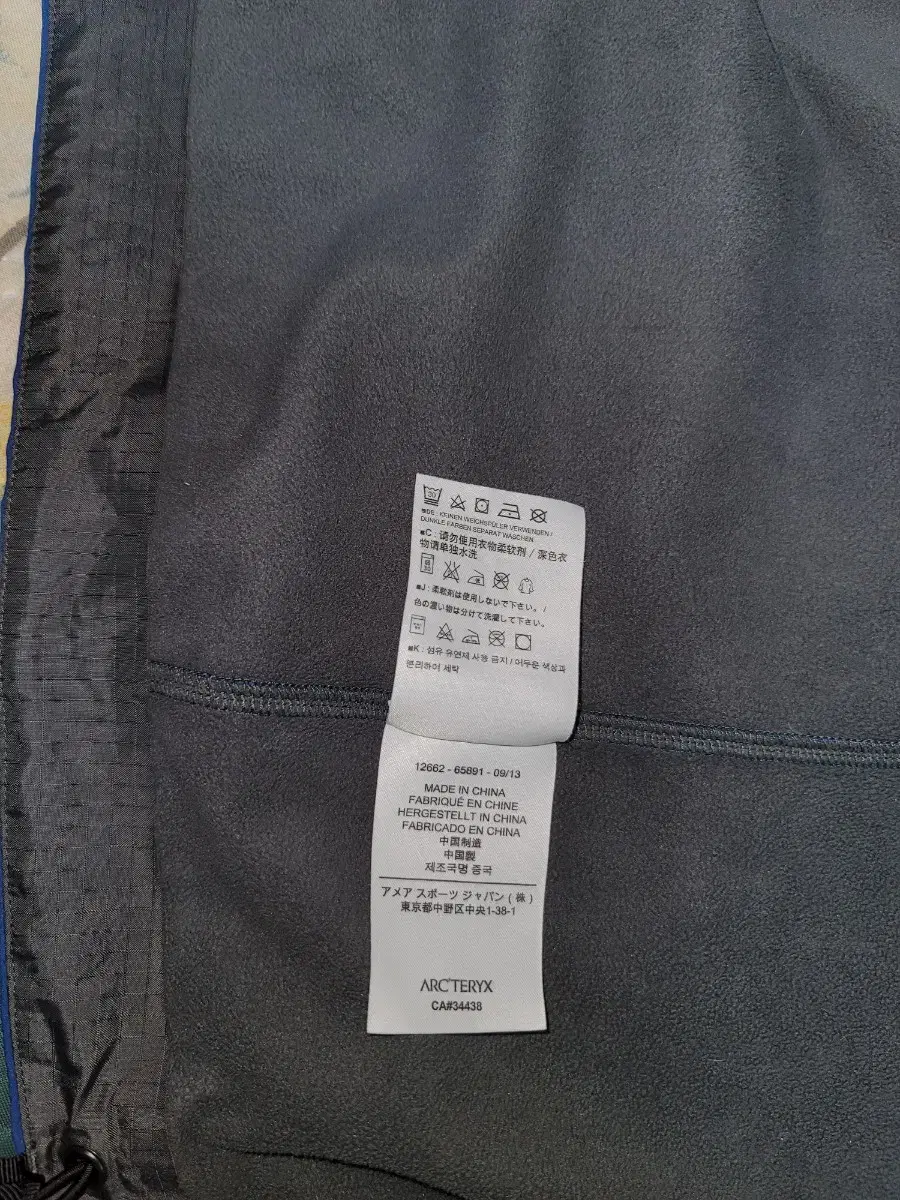 30
■DE : KEINEN WEICHSPÜLER VERWENDEN /
DUNKLE FARBEN SEPARAT WASCHEN.
■C : 请勿使用衣物柔软剂 / 深色衣
物请单独水洗
■J : 柔軟剤は使用しないで下さい。/
色の濃い物は分けて洗濯して下さい。
■K : 섬유 유연제 사용 금지 / 어두운 색상과
분리하여 세탁
12662 - 65891 - 09/13
MADE IN CHINA
FABRIQUÉ EN CHINE
HERGESTELLT IN CHINA
FABRICADO EN CHINA
中国制造
中国製
제조국명 중국
アメア スポーツ ジャパン ( 株 )
東京都中野区中央1-38-1
ARC'TERYX
CA#34438